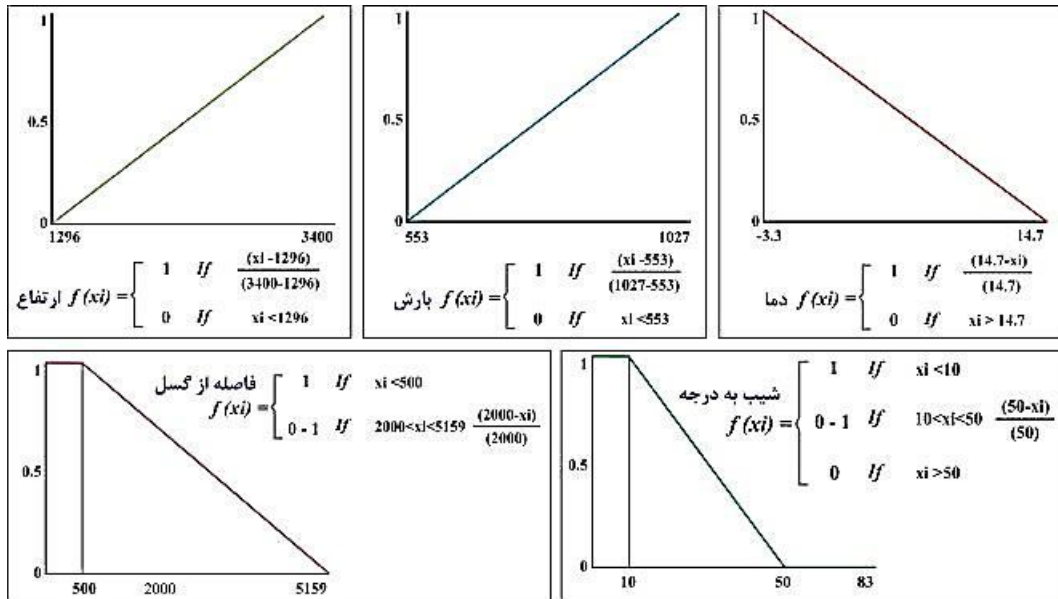 1
0.5
0
1296 3400
ارتفاع f (xi) =
1 If (xi -1296)
(3400-1296)
0 If xi <1296
1
0.5
0
553 1027
بارش f (xi) =
1 If (xi -553)
(1027-553)
0 If xi <553
1
0.5
0
-3.3 14.7
دما f (xi) =
1 If (14.7-xi)
(14.7)
0 If xi > 14.7
1
0.5
0
500 2000 5159
فاصله از گسل
f (xi) =
1 If xi <500
0 - 1 If 2000<xi<5159 (2000-xi)
(2000)
1
0.5
0
10 50 83
شیب به درجه
f (xi) =
1 If xi <10
0 - 1 If 10<xi<50 (50-xi)
(50)
0 If xi >50